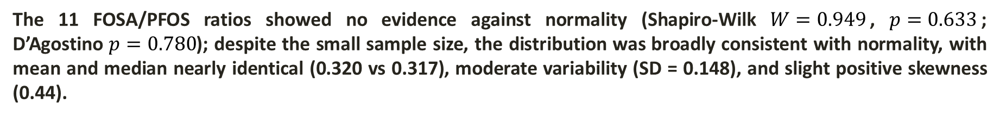 The 11 FOSA/PFOS ratios showed no evidence against normality (Shapiro-Wilk W = 0.949, p = 0.633;
D’Agostino p = 0.780); despite the small sample size, the distribution was broadly consistent with normality, with
mean and median nearly identical (0.320 vs 0.317), moderate variability (SD = 0.148), and slight positive skewness
(0.44).